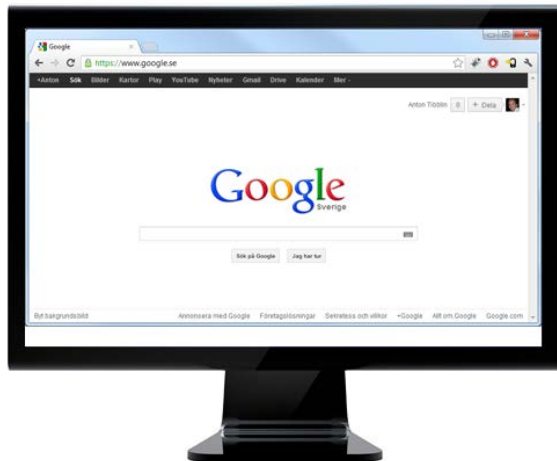 Google
https://www.google.se
+Anton Sök Bilder Kartor Play YouTube Nyheter Gmail Drive Kalender Mer
Anton Tibblin 0 + Dela
Google
Sverige
Sök på Google Jag har tur
Byt bakgrundsbild Annonsera med Google Företagslösningar Sekretess och villkor +Google Allt om Google Google.com